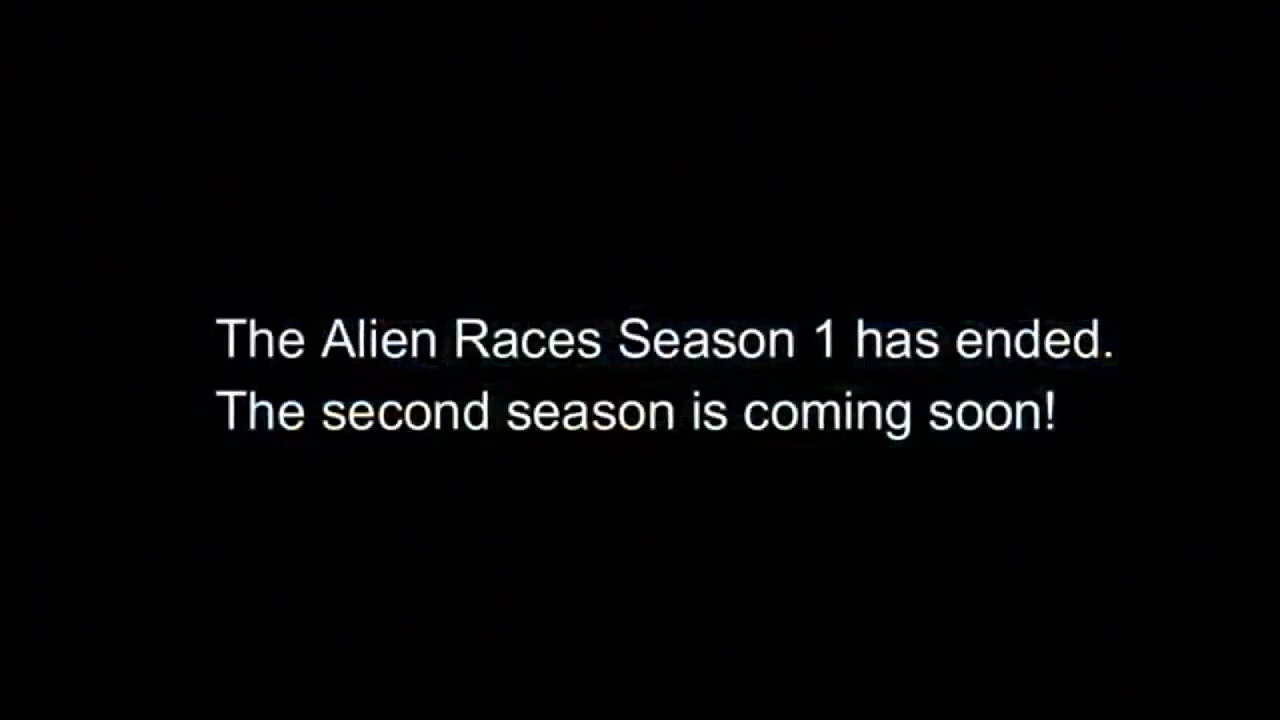 The Alien Races Season 1 has ended.
The second season is coming soon!